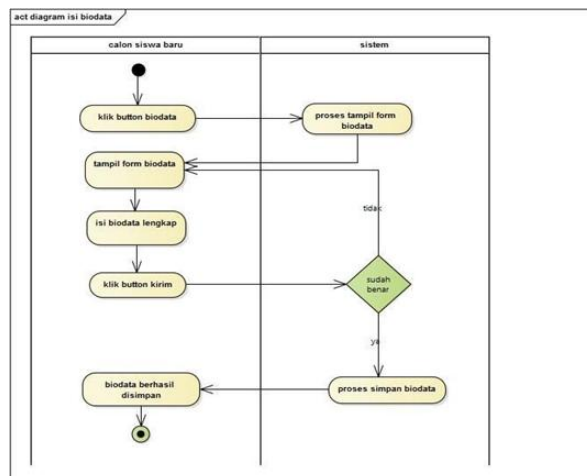 act diagram isi biodata
calon siswa baru
sistem
klik button biodata
proses tampil form
biodata
tampil form biodata
tidak
isi biodata lengkap
klik button kirim
sudah
benar
ya
biodata berhasil
disimpan
proses simpan biodata